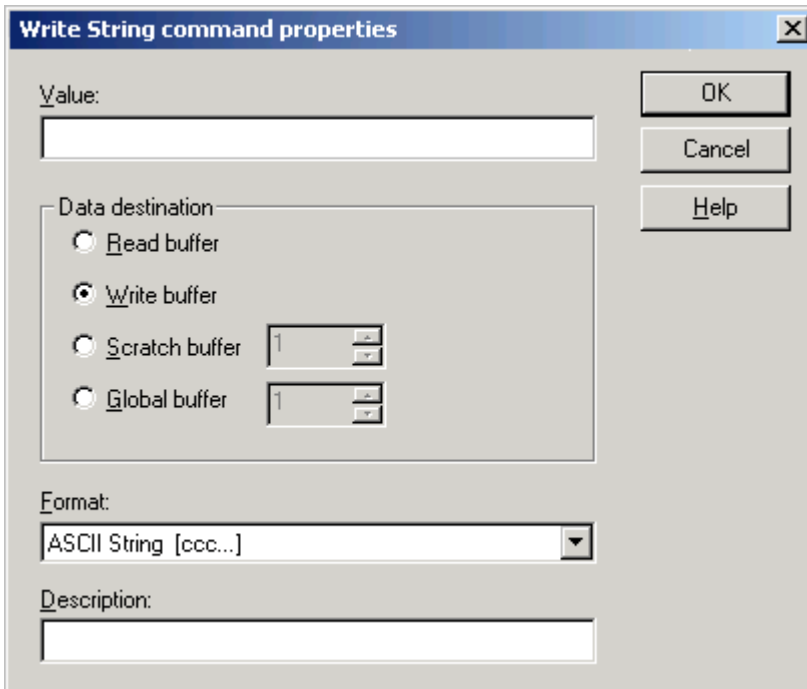 Write String command properties
Value:
OK
Cancel
Help
Data destination
Read buffer
Write buffer
Scratch buffer 1
Global buffer 1
Format:
ASCII String [ccc...]
Description: